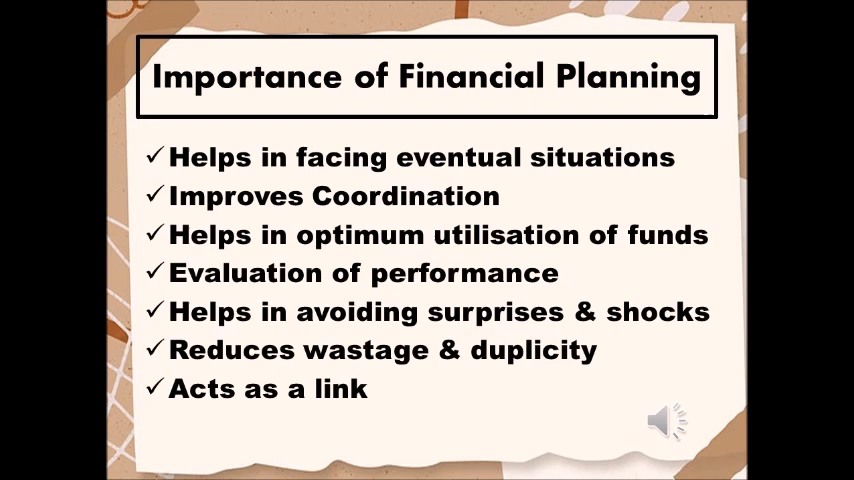 Importance of Financial Planning
✓Helps in facing eventual situations
✓Improves Coordination
✓Helps in optimum utilisation of funds
✓Evaluation of performance
✓Helps in avoiding surprises & shocks
✓Reduces wastage & duplicity
✓Acts as a link